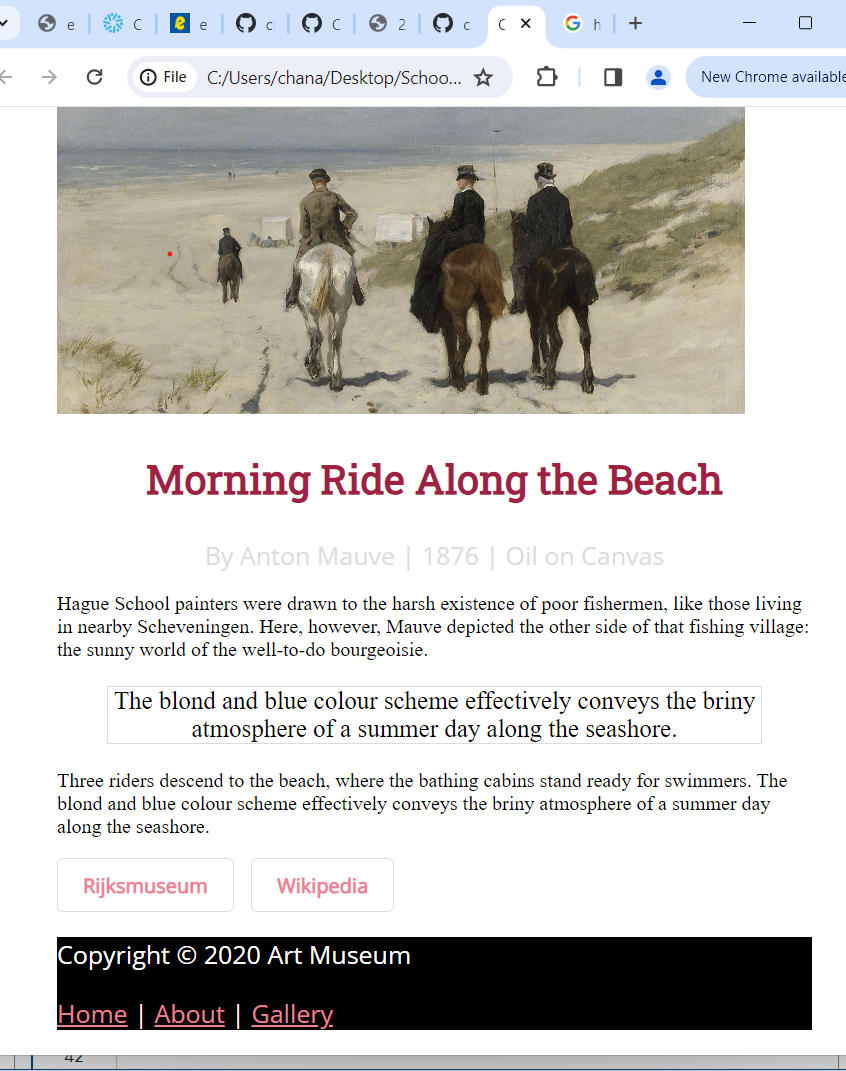 e C e c C 2 c C h
File C:/Users/chana/Desktop/Schoo... New Chrome available
Morning Ride Along the Beach
By Anton Mauve | 1876 | Oil on Canvas
Hague School painters were drawn to the harsh existence of poor fishermen, like those living
in nearby Scheveningen. Here, however, Mauve depicted the other side of that fishing village:
the sunny world of the well-to-do bourgeoisie.
The blond and blue colour scheme effectively conveys the briny
atmosphere of a summer day along the seashore.
Three riders descend to the beach, where the bathing cabins stand ready for swimmers. The
blond and blue colour scheme effectively conveys the briny atmosphere of a summer day
along the seashore.
Rijksmuseum Wikipedia
Copyright © 2020 Art Museum
Home | About | Gallery
42